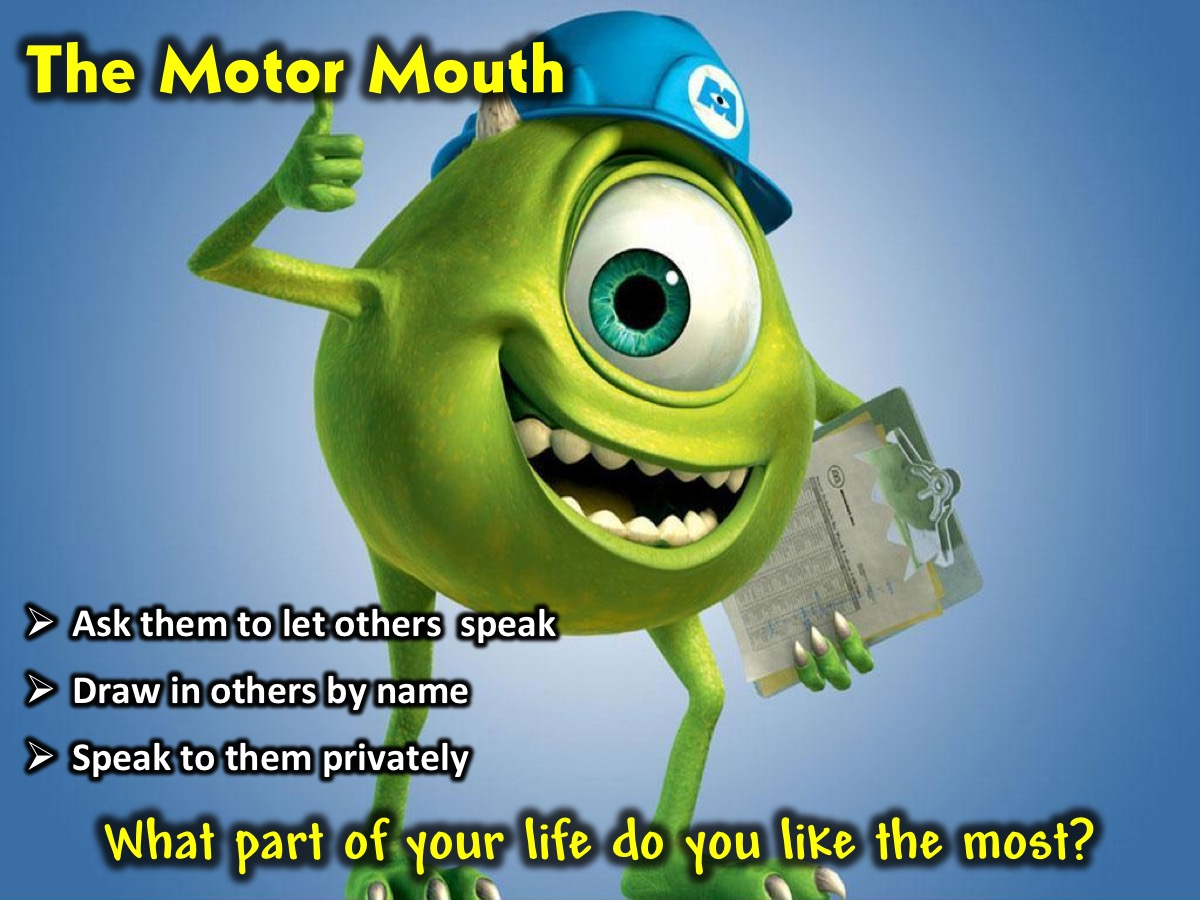 The Motor Mouth
➢ Ask them to let others speak
➢ Draw in others by name
➢ Speak to them privately
What part of your life do you like the most?